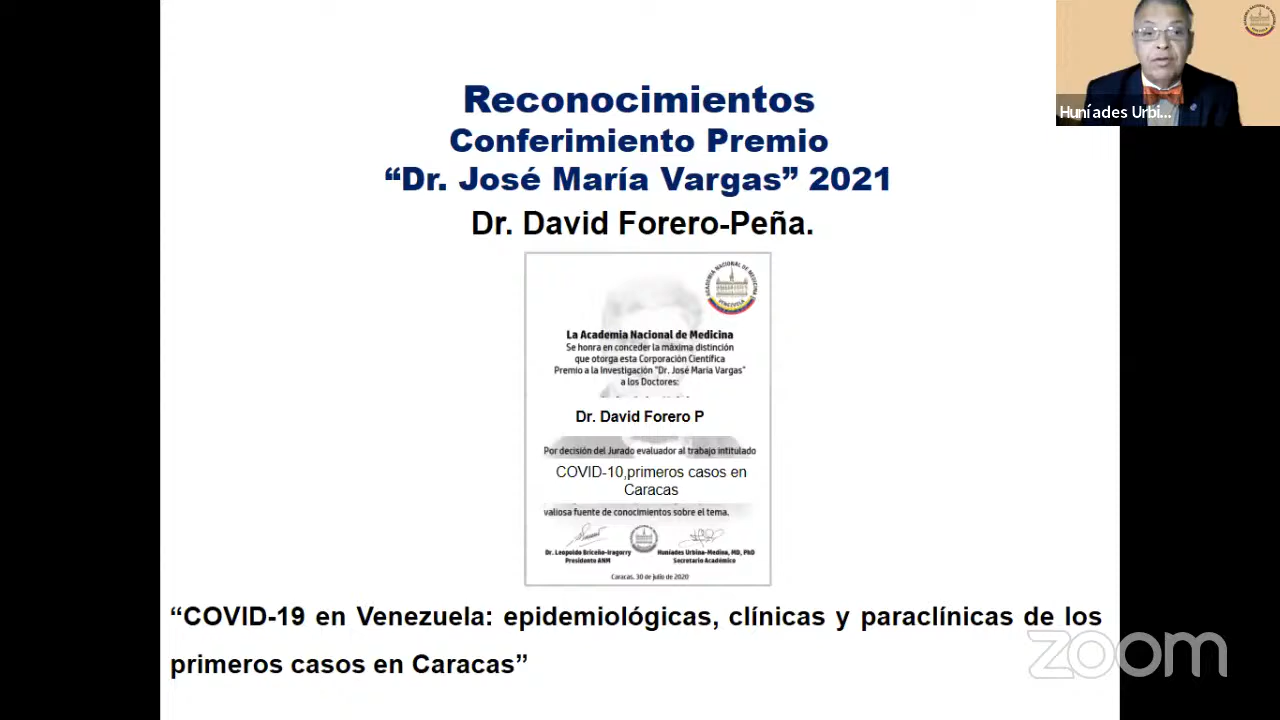 Reconocimientos
Conferimiento Premio
“Dr. José María Vargas” 2021
Dr. David Forero-Peña.
Huníades Urbi...
ACADEMIA NACIONAL DE MEDICINA
VENEZUELA
La Academia Nacional de Medicina
Se honra en conceder la máxima distinción
que otorga esta Corporación Científica
Premio a la Investigación "Dr. José María Vargas"
a los Doctores:
Dr. David Forero P
Por decisión del Jurado evaluador al trabajo intitulado
COVID-10,primeros casos en
Caracas
valiosa fuente de conocimientos sobre el tema.
Dr. Leopoldo Briceño-Iragorry
Presidente ANM
Huníades Urbina-Medina, MD, PhD
Secretario Académico
Caracas, 30 de julio de 2020
“COVID-19 en Venezuela: epidemiológicas, clínicas y paraclínicas de los
primeros casos en Caracas”
zoom